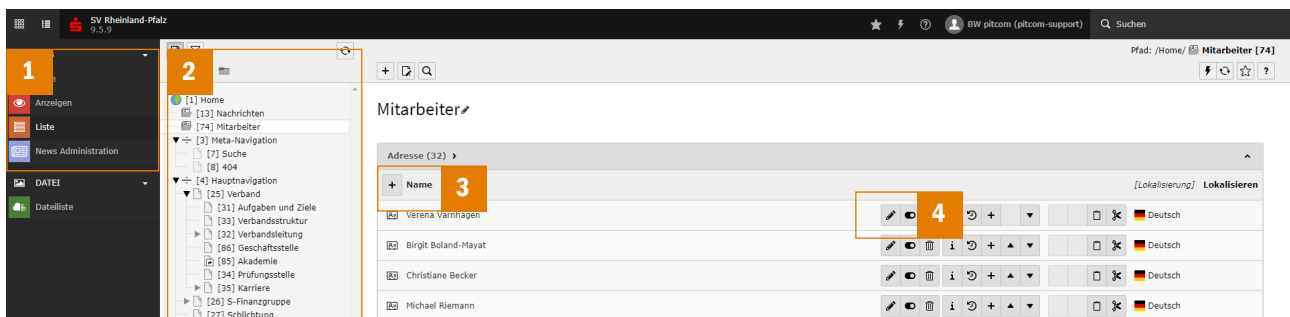 SV Rheinland-Pfalz
9.5.9
BW pitcom (pitcom-support)
Suchen
1
Anzeigen
Liste
News Administration
DATEI
Dateiliste
2
[1] Home
[13] Nachrichten
[74] Mitarbeiter
[3] Meta-Navigation
[7] Suche
[8] 404
[4] Hauptnavigation
[25] Verband
[31] Aufgaben und Ziele
[33] Verbandsstruktur
[32] Verbandsleitung
[86] Geschäftsstelle
[85] Akademie
[34] Prüfungsstelle
[35] Karriere
[26] S-Finanzgruppe
[27] Schlichtung
Pfad: /Home/ Mitarbeiter [74]
Mitarbeiter
Adresse (32)
Name
3
[Lokalisierung] Lokalisieren
Verena Varnhagen
4
Deutsch
Birgit Boland-Mayat
Deutsch
Christiane Becker
Deutsch
Michael Riemann
Deutsch